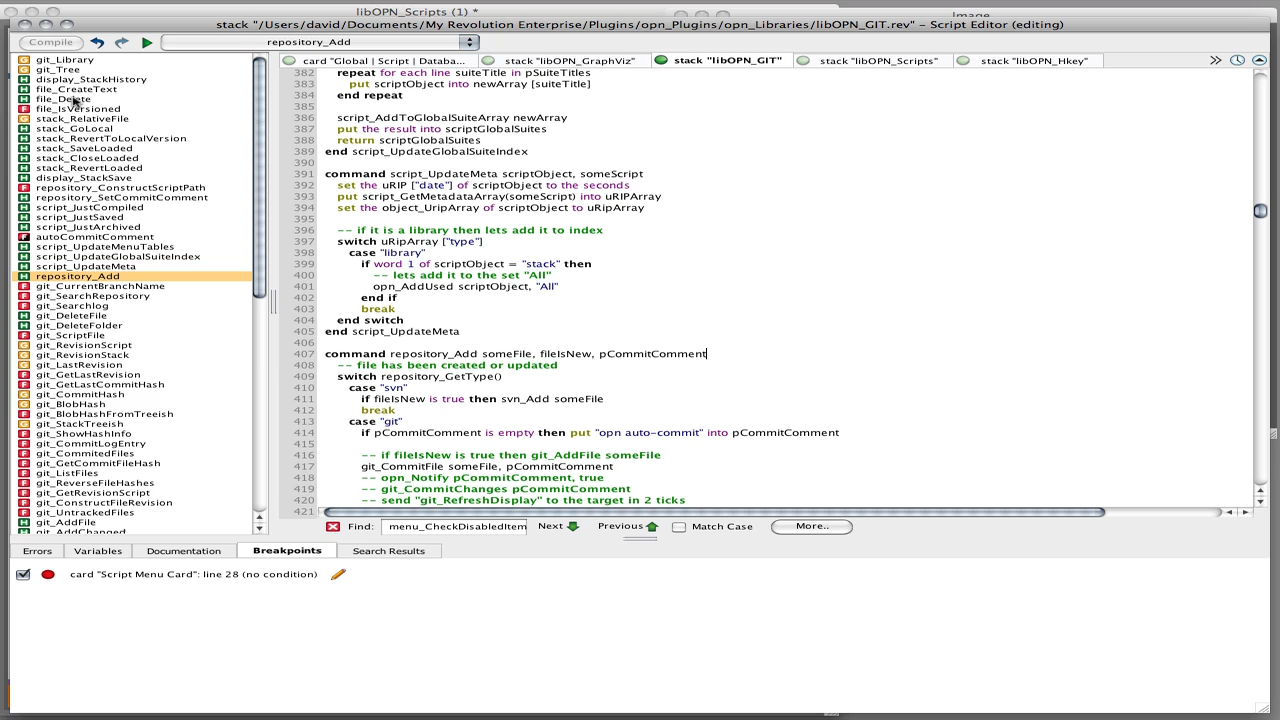 libOPN_Scripts (1) *
stack "/Users/david/Documents/My Revolution Enterprise/Plugins/opn_Plugins/opn_Libraries/libOPN_GIT.rev" - Script Editor (editing)
Compile
repository_Add
G git_Library
G git_Tree
H display_StackHistory
H file_CreateText
H file_Delete
F file_IsVersioned
G stack_RelativeFile
H stack_GoLocal
H stack_RevertToLocalVersion
H stack_SaveLoaded
H stack_CloseLoaded
H stack_RevertLoaded
H display_StackSave
F repository_ConstructScriptPath
H repository_SetCommitComment
H script_JustCompiled
H script_JustSaved
H script_JustArchived
F autoCommitComment
H script_UpdateMenuTables
H script_UpdateGlobalSuiteIndex
H script_UpdateMeta
H repository_Add
F git_CurrentBranchName
F git_SearchRepository
F git_Searchlog
H git_DeleteFile
H git_DeleteFolder
F git_ScriptFile
G git_RevisionScript
G git_RevisionStack
G git_LastRevision
F git_GetLastRevision
F git_GetLastCommitHash
G git_CommitHash
G git_BlobHash
F git_BlobHashFromTreeish
G git_StackTreeish
F git_ShowHashInfo
F git_CommitLogEntry
F git_CommitedFiles
F git_GetCommitFileHash
F git_ListFiles
F git_ReverseFileHashes
F git_GetRevisionScript
F git_ConstructFileRevision
F git_UntrackedFiles
H git_AddFile
H git_AddChanged
card "Global | Script | Databa...
stack "libOPN_GraphViz"
stack "libOPN_GIT"
stack "libOPN_Scripts"
stack "libOPN_Hkey"
382 repeat for each line suiteTitle in pSuiteTitles
383 put scriptObject into newArray [suiteTitle]
384 end repeat
385
386 script_AddToGlobalSuiteArray newArray
387 put the result into scriptGlobalSuites
388 return scriptGlobalSuites
389 end script_UpdateGlobalSuiteIndex
390
391 command script_UpdateMeta scriptObject, someScript
392 set the uRIP ["date"] of scriptObject to the seconds
393 put script_GetMetadataArray(someScript) into uRIPArray
394 set the object_UripArray of scriptObject to uRipArray
395
396 -- if it is a library then lets add it to index
397 switch uRipArray ["type"]
398 case "library"
399 if word 1 of scriptObject = "stack" then
400 -- lets add it to the set "All"
401 opn_AddUsed scriptObject, "All"
402 end if
403 break
404 end switch
405 end script_UpdateMeta
406
407 command repository_Add someFile, fileIsNew, pCommitComment
408 -- file has been created or updated
409 switch repository_GetType()
410 case "svn"
411 if fileIsNew is true then svn_Add someFile
412 break
413 case "git"
414 if pCommitComment is empty then put "opn auto-commit" into pCommitComment
415
416 -- if fileIsNew is true then git_AddFile someFile
417 git_CommitFile someFile, pCommitComment
418 -- opn_Notify pCommitComment, true
419 -- git_CommitChanges pCommitComment
420 -- send "git_RefreshDisplay" to the target in 2 ticks
421
Find: menu_CheckDisabledItem Next Previous Match Case More..
Errors Variables Documentation Breakpoints Search Results
card "Script Menu Card": line 28 (no condition)